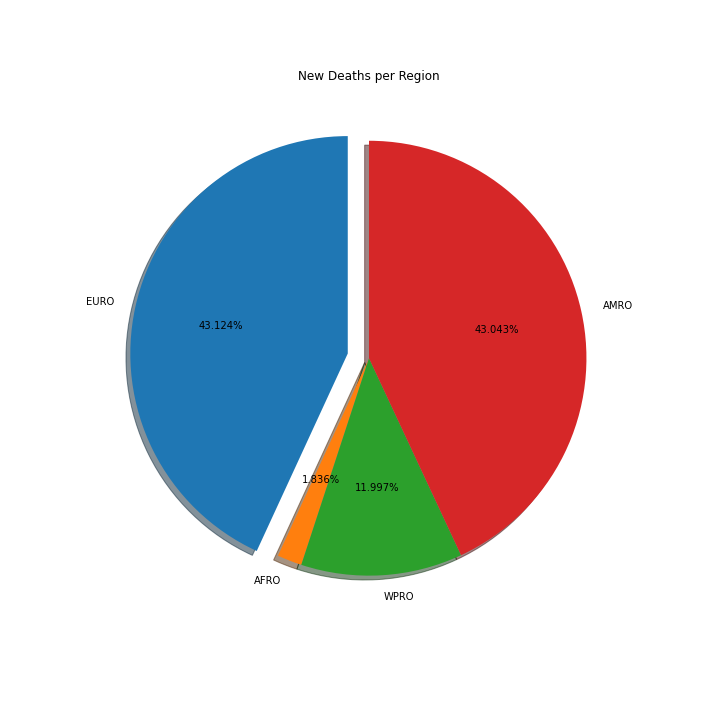 New Deaths per Region
EURO
43.124%
AMRO
43.043%
1.836%
11.997%
AFRO
WPRO